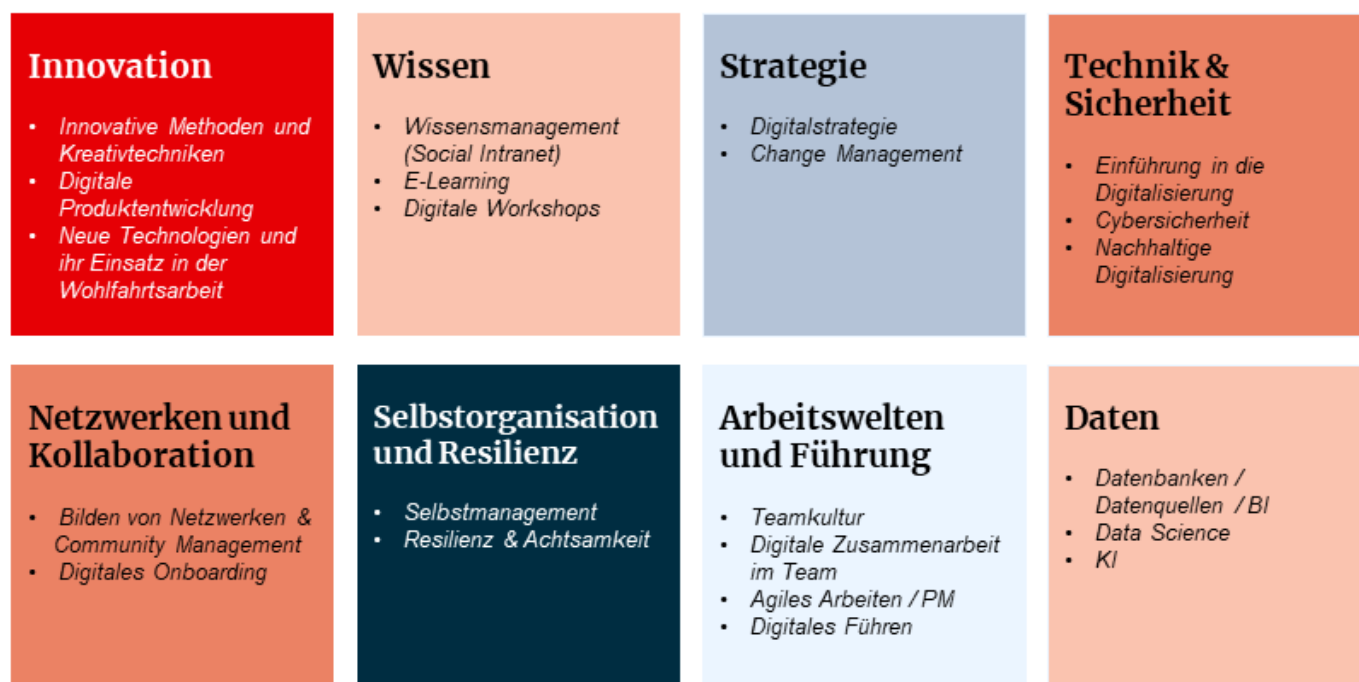 Innovation
• Innovative Methoden und
Kreativtechniken
• Digitale
Produktentwicklung
• Neue Technologien und
ihr Einsatz in der
Wohlfahrtsarbeit
Wissen
• Wissensmanagement
(Social Intranet)
• E-Learning
• Digitale Workshops
Strategie
• Digitalstrategie
• Change Management
Technik &
Sicherheit
• Einführung in die
Digitalisierung
• Cybersicherheit
• Nachhaltige
Digitalisierung
Netzwerken und
Kollaboration
• Bilden von Netzwerken &
Community Management
• Digitales Onboarding
Selbstorganisation
und Resilienz
• Selbstmanagement
• Resilienz & Achtsamkeit
Arbeitswelten
und Führung
• Teamkultur
• Digitale Zusammenarbeit
im Team
• Agiles Arbeiten / PM
• Digitales Führen
Daten
• Datenbanken /
Datenquellen / BI
• Data Science
• KI